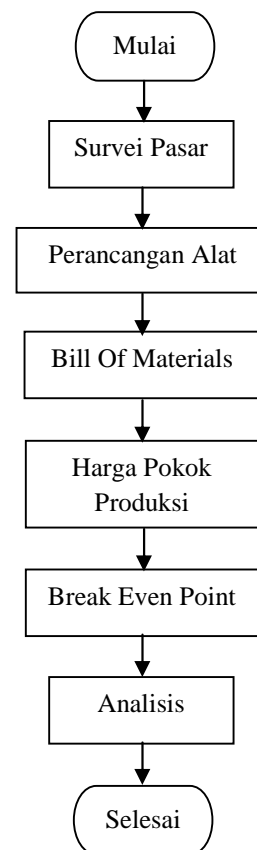 Mulai
Survei Pasar
Perancangan Alat
Bill Of Materials
Harga Pokok
Produksi
Break Even Point
Analisis
Selesai